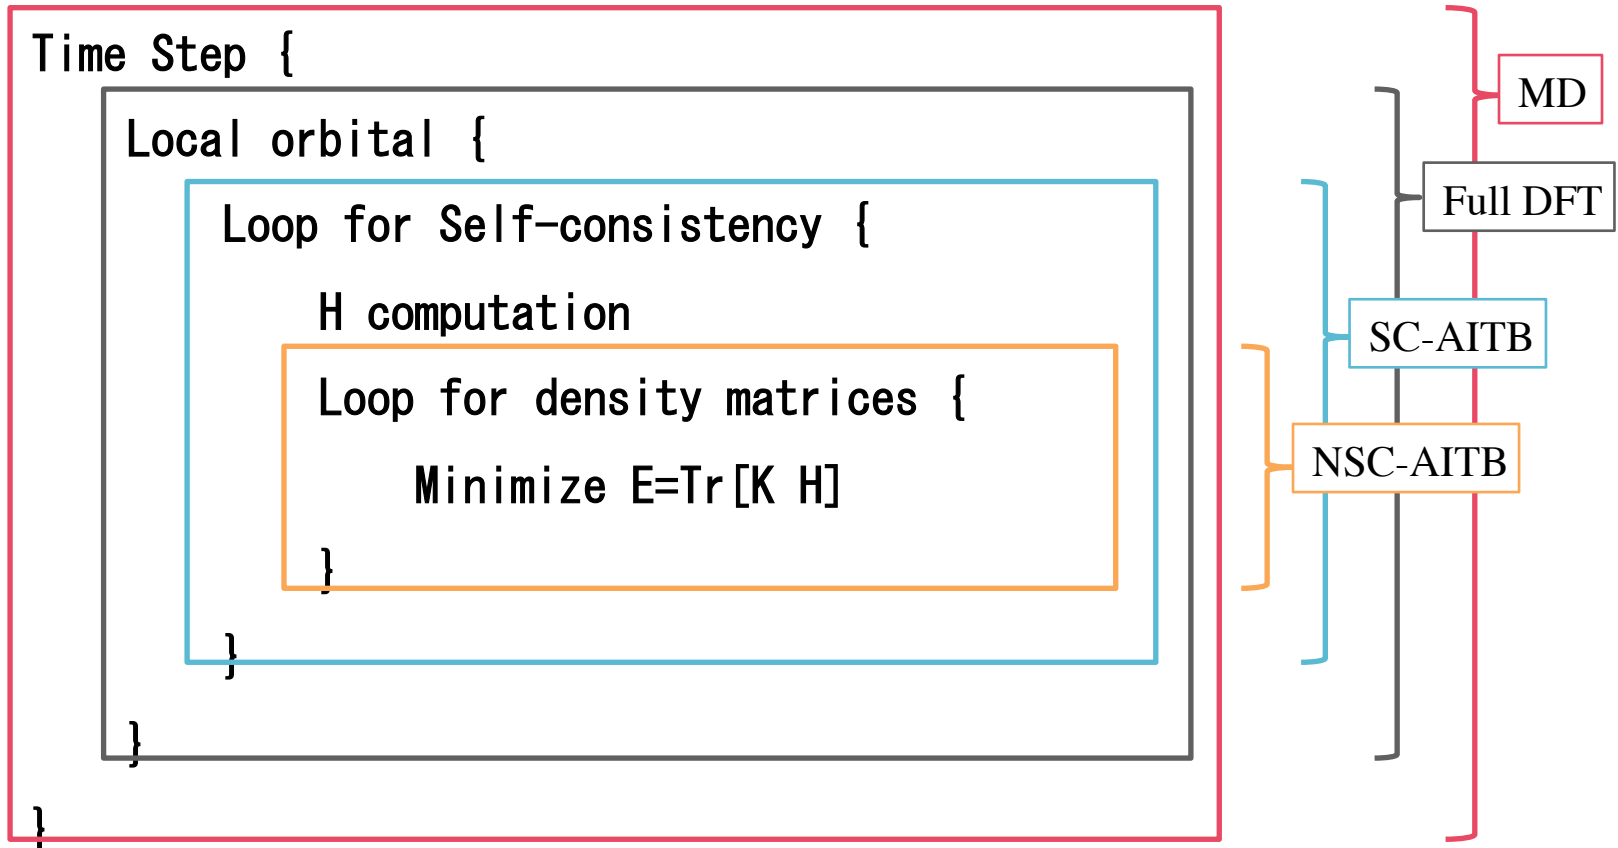 Time Step {
MD
Local orbital {
Full DFT
Loop for Self-consistency {
H computation
SC-AITB
Loop for density matrices {
NSC-AITB
Minimize E=Tr[K H]
}
}
}
}